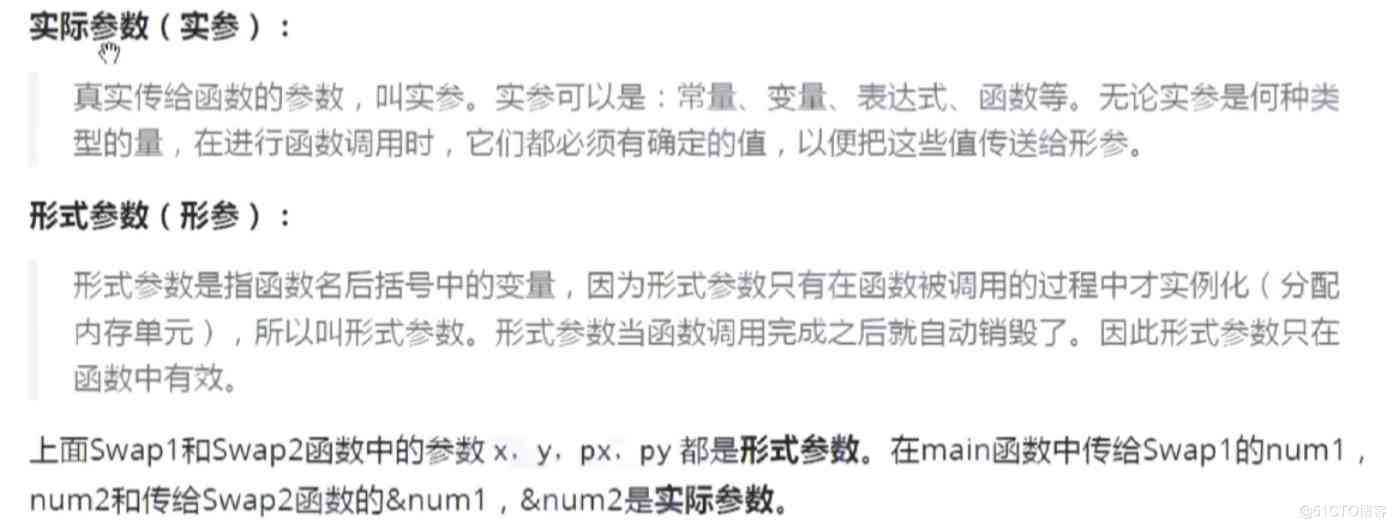 实际参数（实参）：
真实传给函数的参数，叫实参。实参可以是：常量、变量、表达式、函数等。无论实参是何种类
型的量，在进行函数调用时，它们都必须有确定的值，以便把这些值传送给形参。
形式参数（形参）：
形式参数是指函数名后括号中的变量，因为形式参数只有在函数被调用的过程中才实例化（分配
内存单元），所以叫形式参数。形式参数当函数调用完成之后就自动销毁了。因此形式参数只在
函数中有效。
上面Swap1和Swap2函数中的参数 x，y，px，py 都是形式参数。在main函数中传给Swap1的num1，
num2和传给Swap2函数的&num1，&num2是实际参数。
@51CTO博客